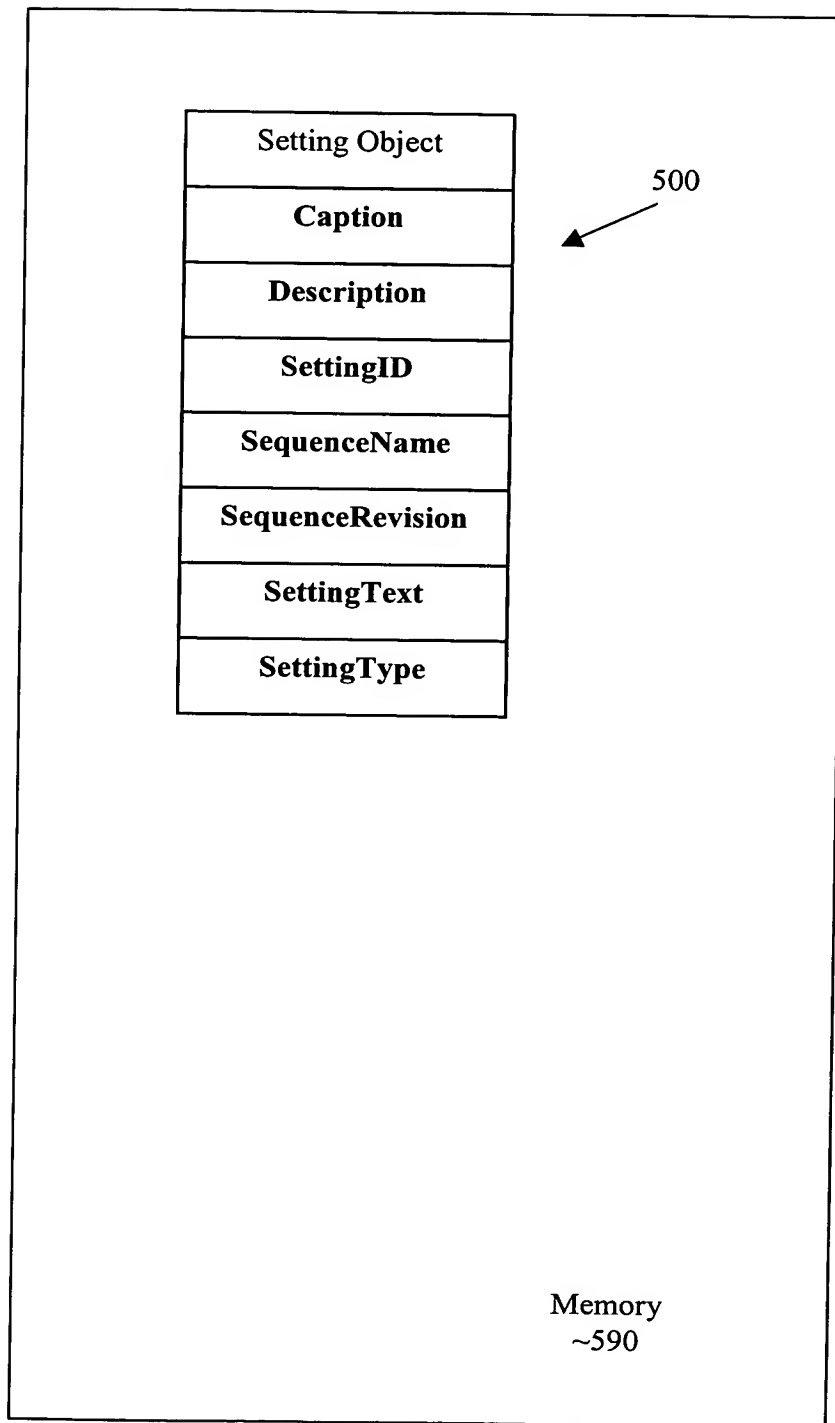 Setting Object
500
Caption
Description
SettingID
SequenceName
SequenceRevision
SettingText
SettingType
Memory
~590